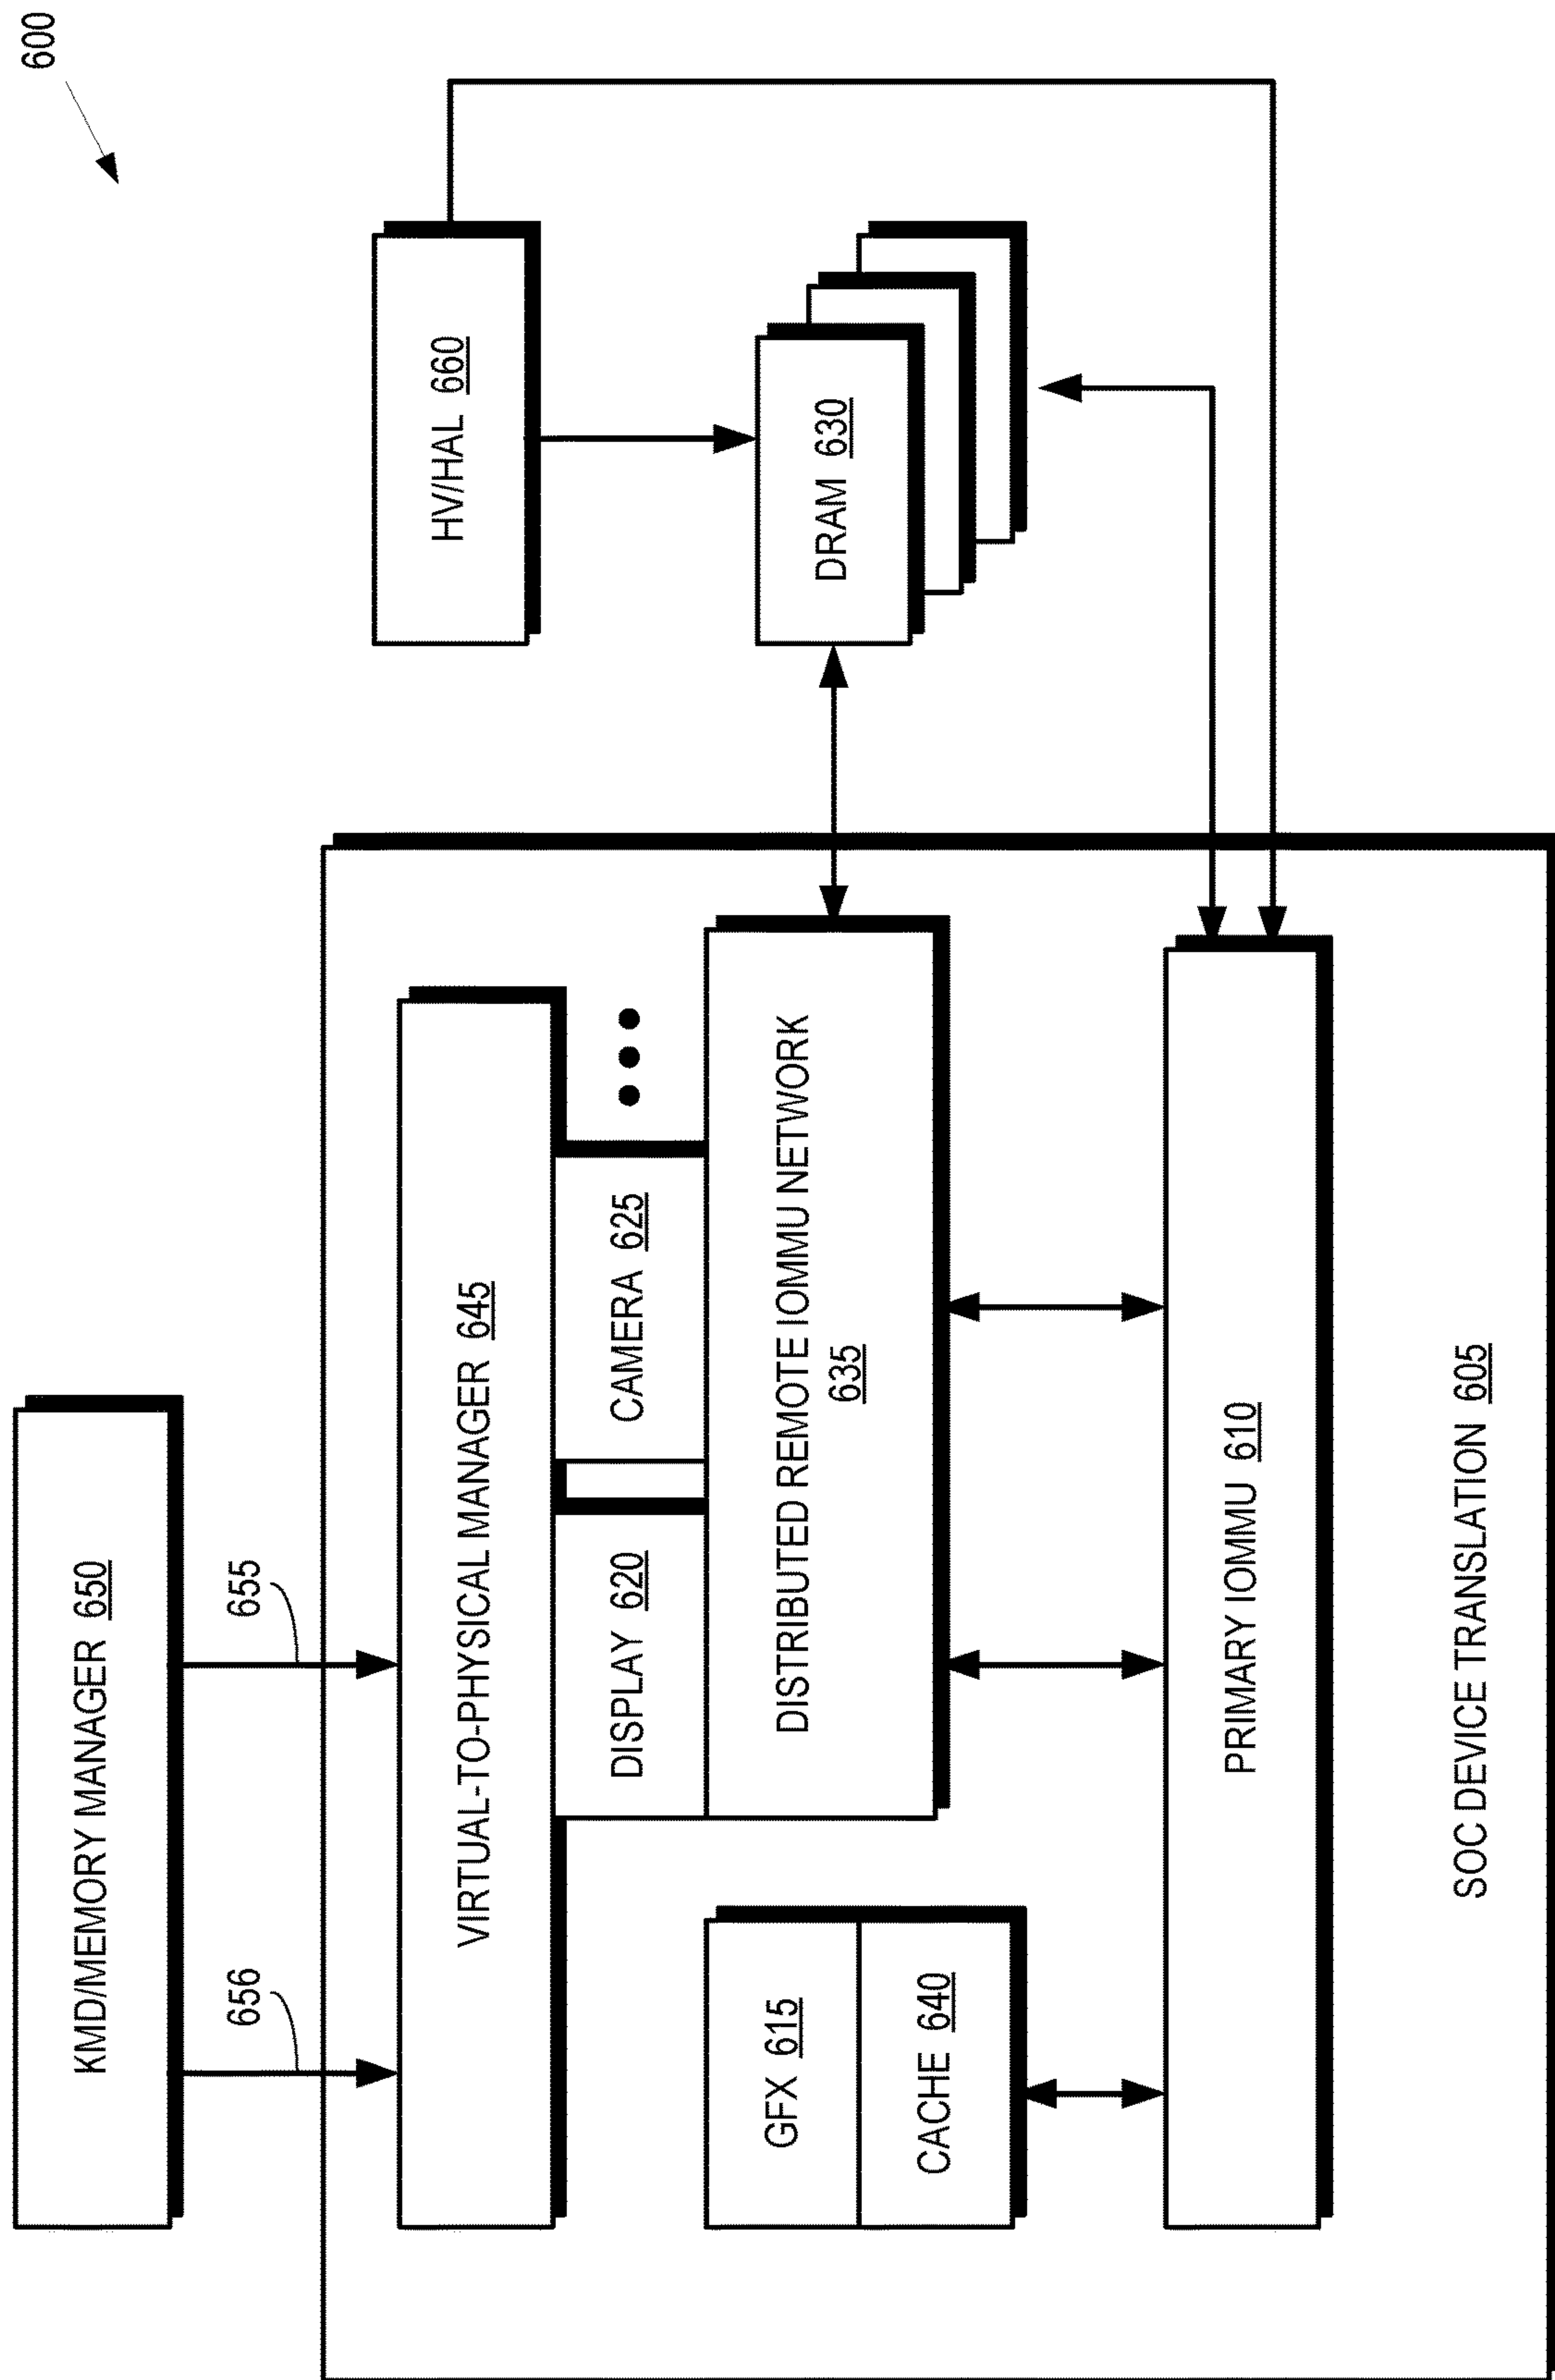 600
KMD/MEMORY MANAGER 650
656
655
VIRTUAL-TO-PHYSICAL MANAGER 645
HV/HAL 660
GFX 615
CACHE 640
DISPLAY 620
CAMERA 625
DISTRIBUTED REMOTE IOMMU NETWORK
635
DRAM 630
PRIMARY IOMMU 610
SOC DEVICE TRANSLATION 605